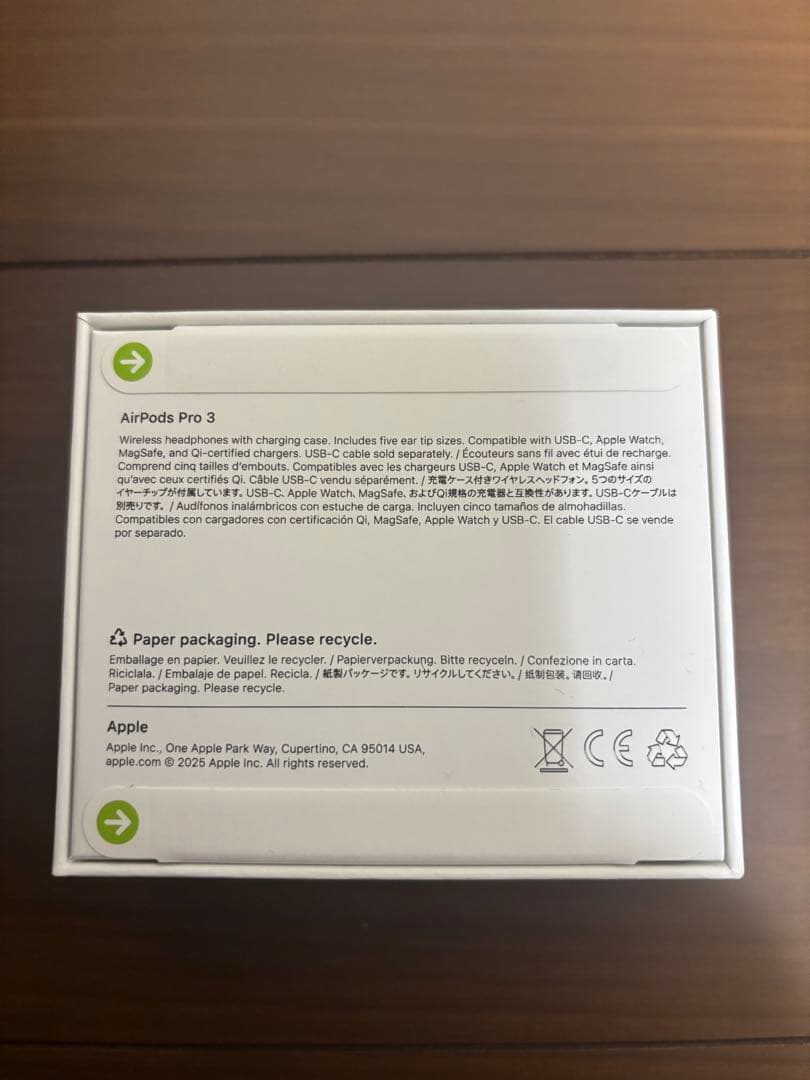 AirPods Pro 3
Wireless headphones with charging case. Includes five ear tip sizes. Compatible with USB-C, Apple Watch,
MagSafe, and Qi-certified chargers. USB-C cable sold separately. / Écouteurs sans fil avec étui de recharge.
Comprend cinq tailles d'embouts. Compatibles avec les chargeurs USB-C, Apple Watch et MagSafe ainsi
qu'avec ceux certifiés Qi. Câble USB-C vendu séparément. / 充電ケース付きワイヤレスヘッドフォン。5つのサイズの
イヤーチップが付属しています。USB-C、Apple Watch、MagSafe、およびQi規格の充電器と互換性があります。USB-Cケーブルは
別売りです。 / Audífonos inalámbricos con estuche de carga. Incluyen cinco tamaños de almohadillas.
Compatibles con cargadores con certificación Qi, MagSafe, Apple Watch y USB-C. El cable USB-C se vende
por separado.
Paper packaging. Please recycle.
Emballage en papier. Veuillez le recycler. / Papierverpackung. Bitte recyceln. / Confezione in carta.
Riciclala. / Embalaje de papel. Recicla. / 紙製パッケージです。リサイクルしてください。/ 纸制包装。请回收。/
Paper packaging. Please recycle.
Apple
Apple Inc., One Apple Park Way, Cupertino, CA 95014 USA,
apple.com © 2025 Apple Inc. All rights reserved.
CE